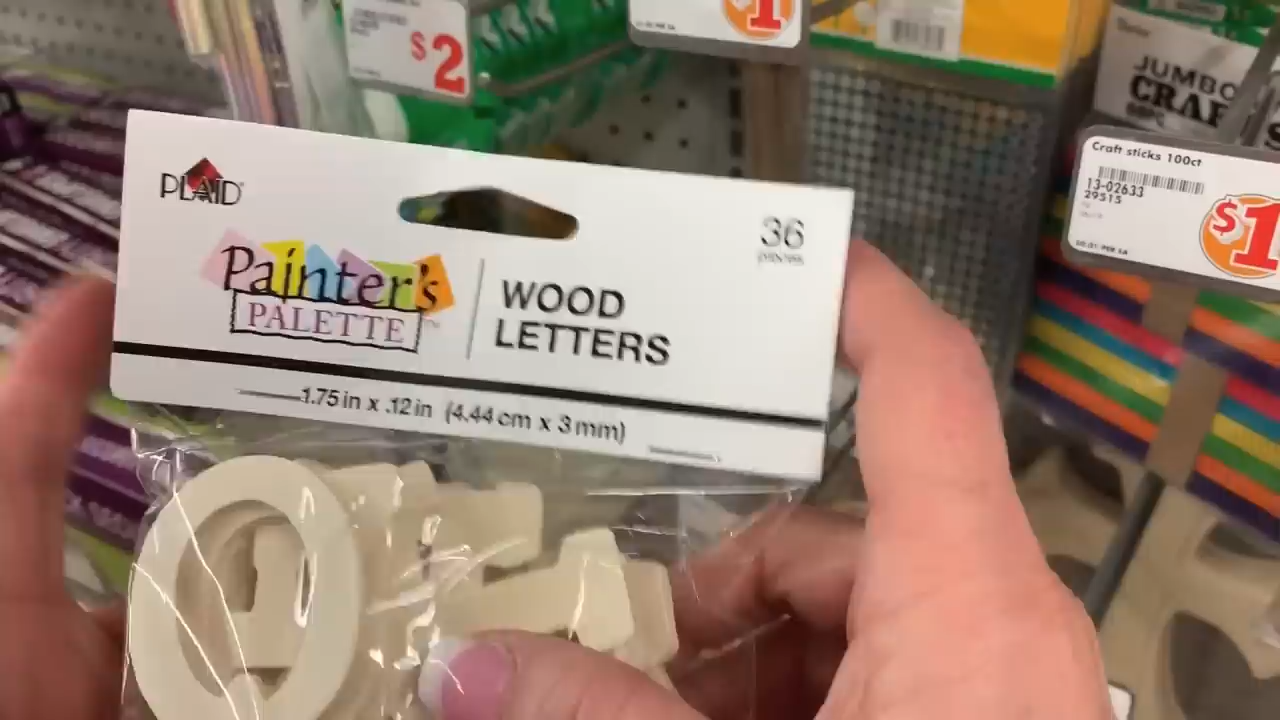 $2
$1
JUMBO
CRAF
Craft sticks 100ct
13-02633
29515
$1
PLAID
Painter's
PALETTE
WOOD
LETTERS
36
1.75 in x .12 in (4.44 cm x 3 mm)